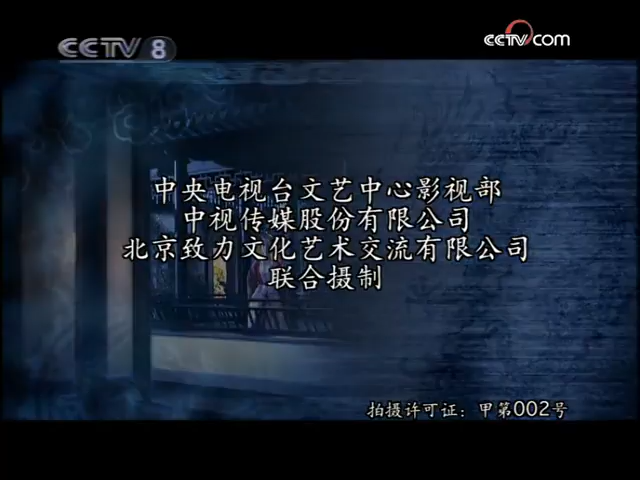 CCTV 8
CCTV.com
中央电视台文艺中心影视部
中视传媒股份有限公司
北京致力文化艺术交流有限公司
联合摄制
拍摄许可证：甲第002号